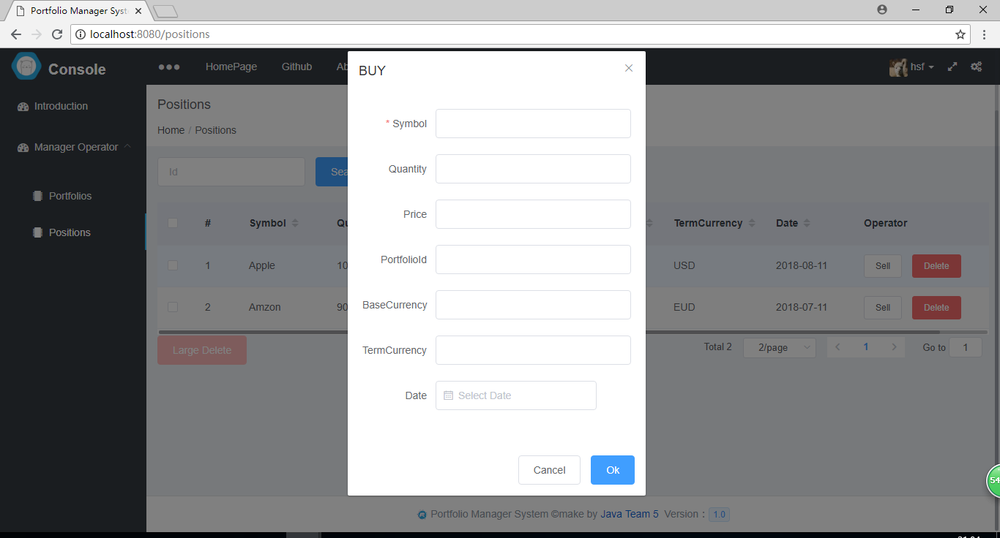 Portfolio Manager Syst
localhost:8080/positions
Console
HomePage Github Ab
hsf
BUY
Introduction
Manager Operator
Portfolios
Positions
Positions
Home / Positions
Id
Sea
# Symbol Qu TermCurrency Date Operator
1 Apple 10 USD 2018-08-11 Sell Delete
2 Amzon 90 EUD 2018-07-11 Sell Delete
Large Delete
Total 2 2/page 1 Go to 1
* Symbol
Quantity
Price
PortfolioId
BaseCurrency
TermCurrency
Date Select Date
Cancel Ok
54
Portfolio Manager System ©make by Java Team 5 Version : 1.0